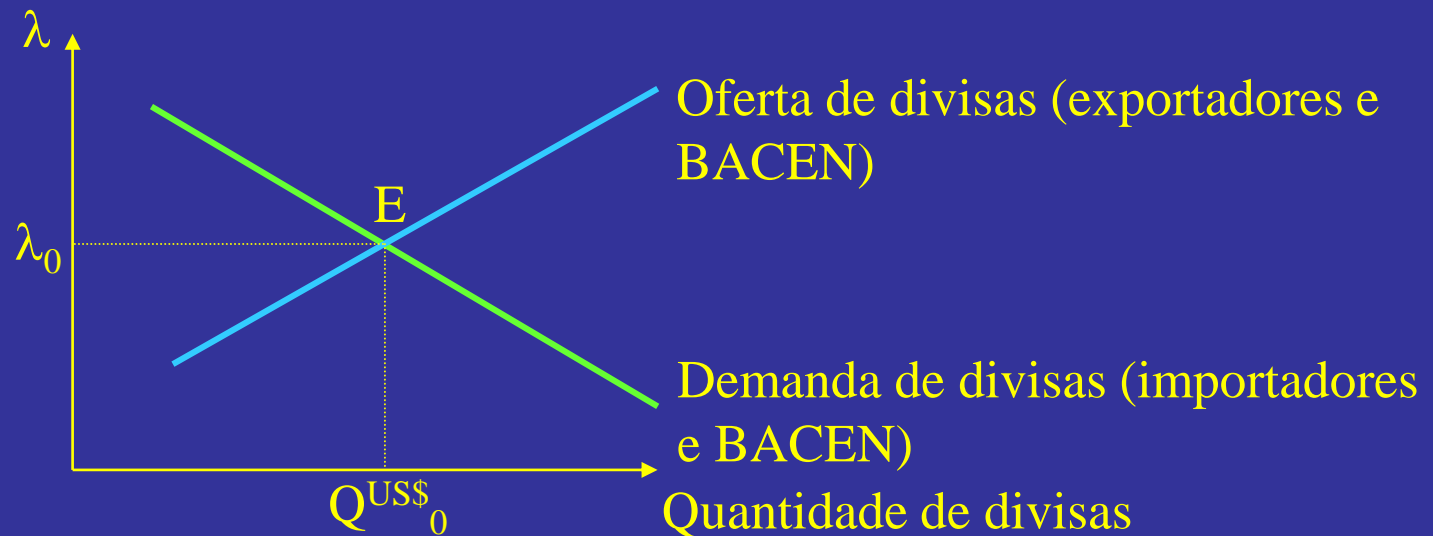 λ
Oferta de divisas (exportadores e
BACEN)
E
λ0
Demanda de divisas (importadores
e BACEN)
QUS$0
Quantidade de divisas